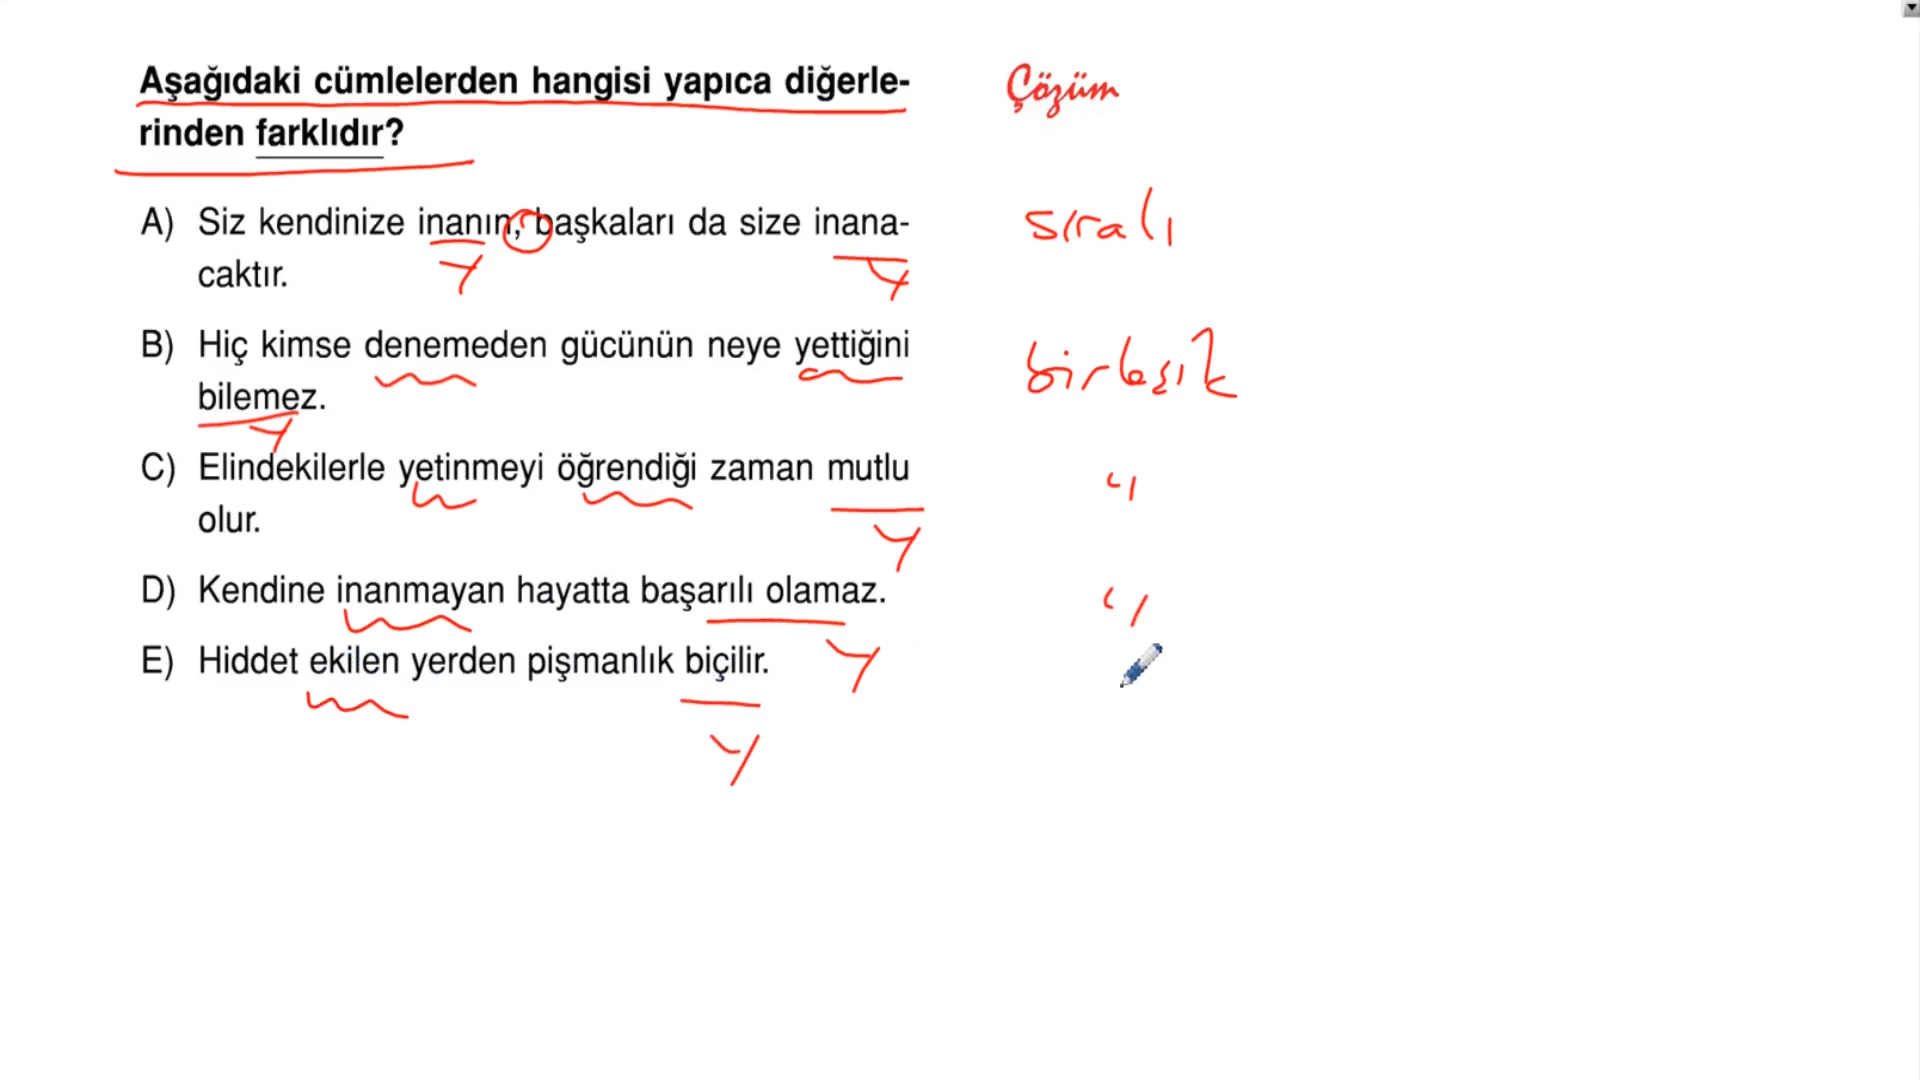 Aşağıdaki cümlelerden hangisi yapıca diğerle-
rinden farklıdır?
Çözüm
A) Siz kendinize inanın, başkaları da size inana-
caktır.
Y
Y
sıralı
B) Hiç kimse denemeden gücünün neye yettiğini
bilemez.
Y
birleşik
C) Elindekilerle yetinmeyi öğrendiği zaman mutlu
olur.
Y
"
D) Kendine inanmayan hayatta başarılı olamaz.
Y
"
E) Hiddet ekilen yerden pişmanlık biçilir.
Y